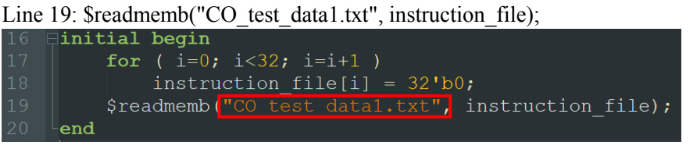 Line 19: $readmemb("CO_test_data1.txt", instruction_file);
16 initial begin
17 for ( i=0; i<32; i=i+1 )
18 instruction_file[i] = 32'b0;
19 $readmemb("CO_test_data1.txt", instruction_file);
20 end